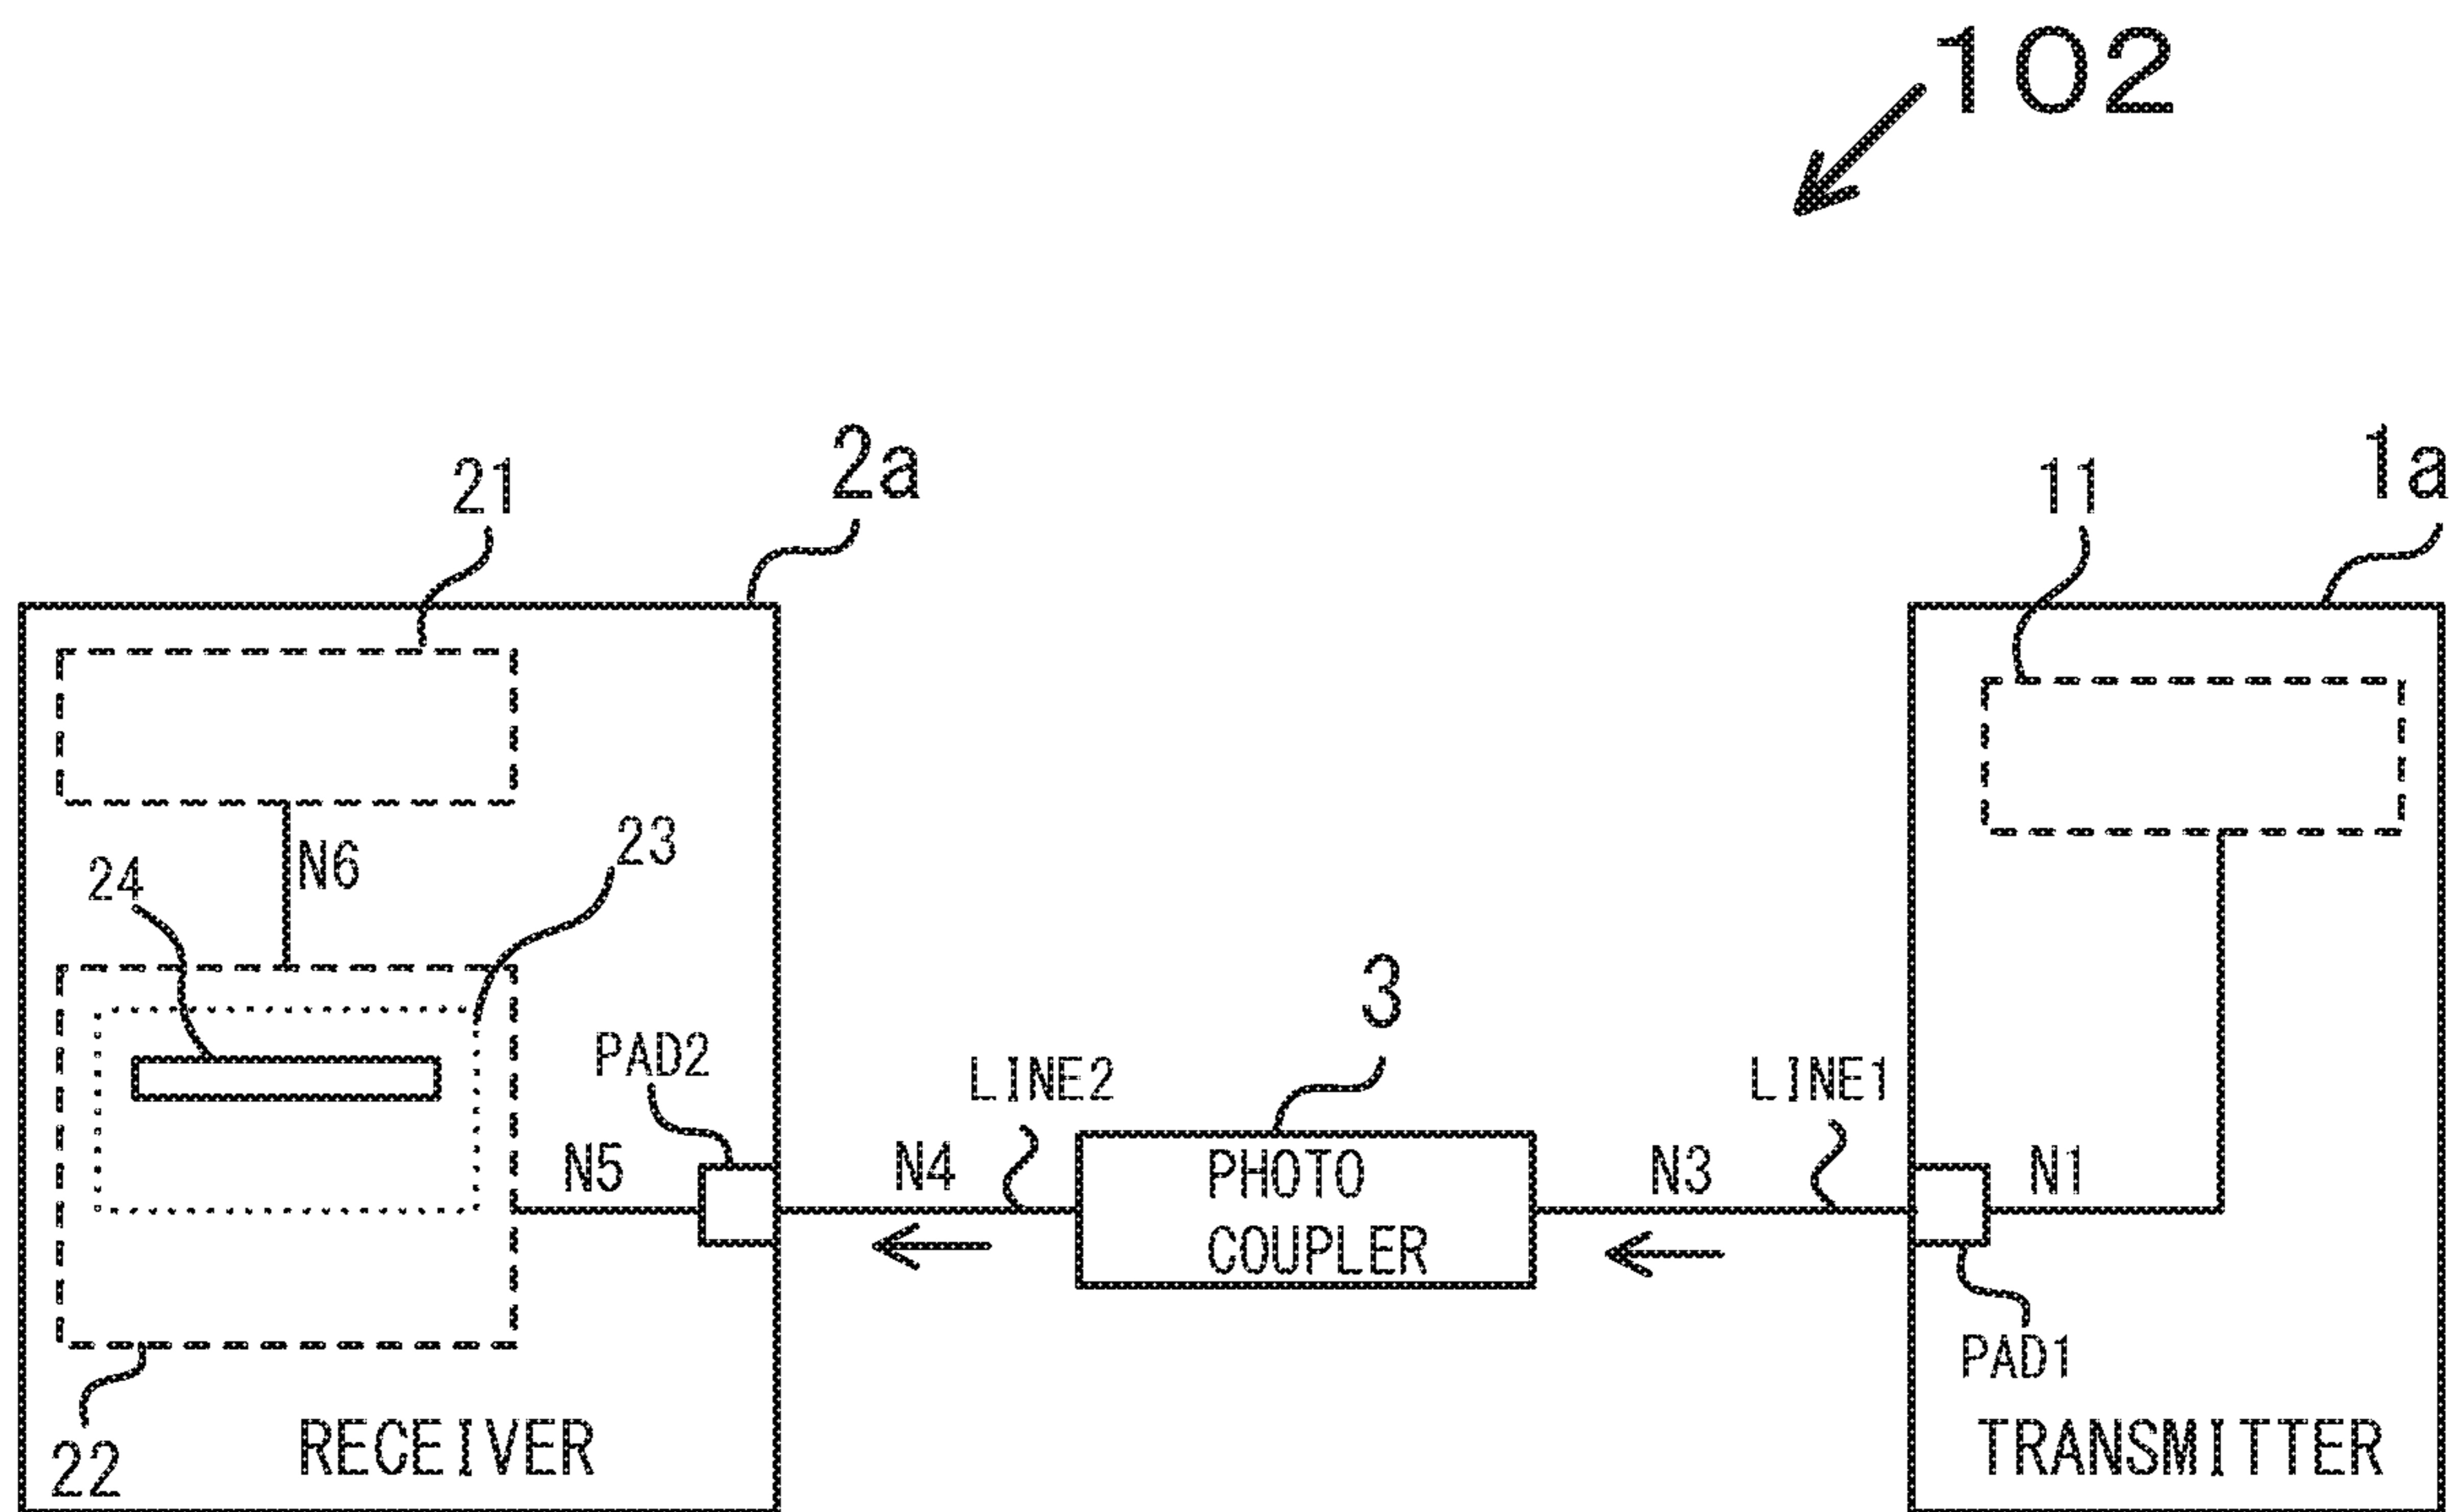 102
2a
1a
21
11
N6
23
24
3
PAD2
LINE2
LINE1
N5
N4
PHOTO
COUPLER
N3
N1
PAD1
22
RECEIVER
TRANSMITTER